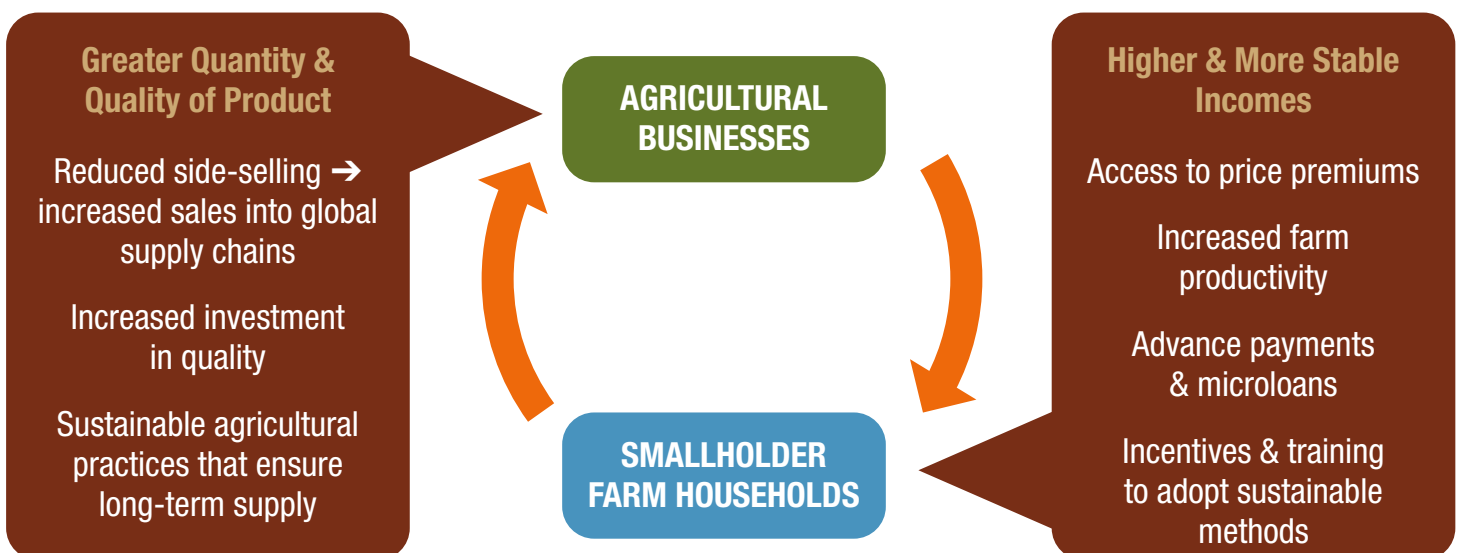 Greater Quantity &
Quality of Product
Reduced side-selling ➔
increased sales into global
supply chains
Increased investment
in quality
Sustainable agricultural
practices that ensure
long-term supply
AGRICULTURAL
BUSINESSES
SMALLHOLDER
FARM HOUSEHOLDS
Higher & More Stable
Incomes
Access to price premiums
Increased farm
productivity
Advance payments
& microloans
Incentives & training
to adopt sustainable
methods